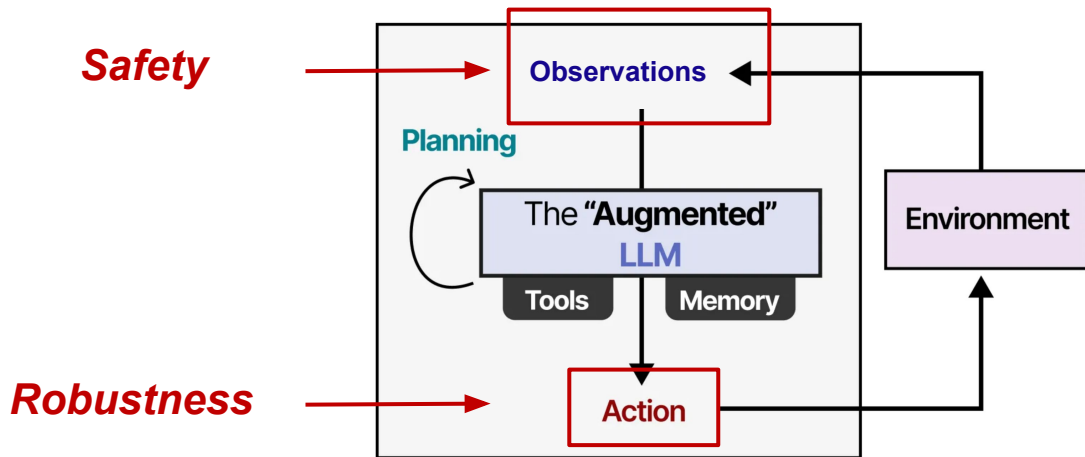 Safety
Observations
Planning
The “Augmented”
LLM
Environment
Tools
Memory
Robustness
Action